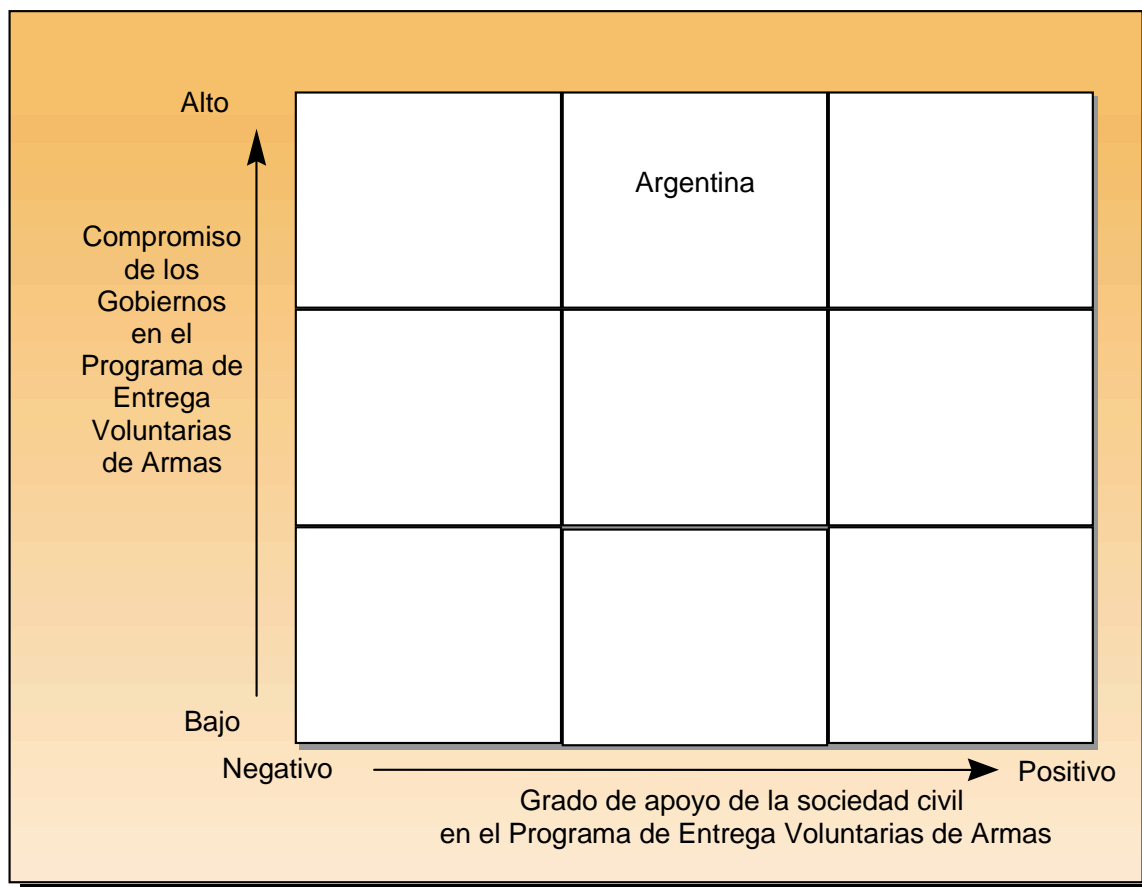 Alto
Argentina
Compromiso
de los
Gobiernos
en el
Programa de
Entrega
Voluntarias
de Armas
Bajo
Negativo
Positivo
Grado de apoyo de la sociedad civil
en el Programa de Entrega Voluntarias de Armas